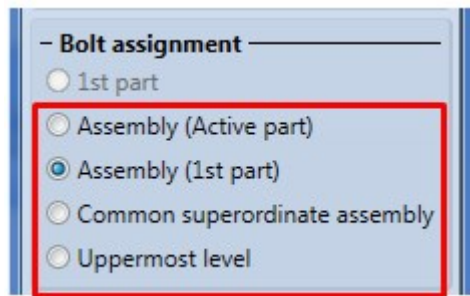 Bolt assignment
1st part
Assembly (Active part)
Assembly (1st part)
Common superordinate assembly
Uppermost level